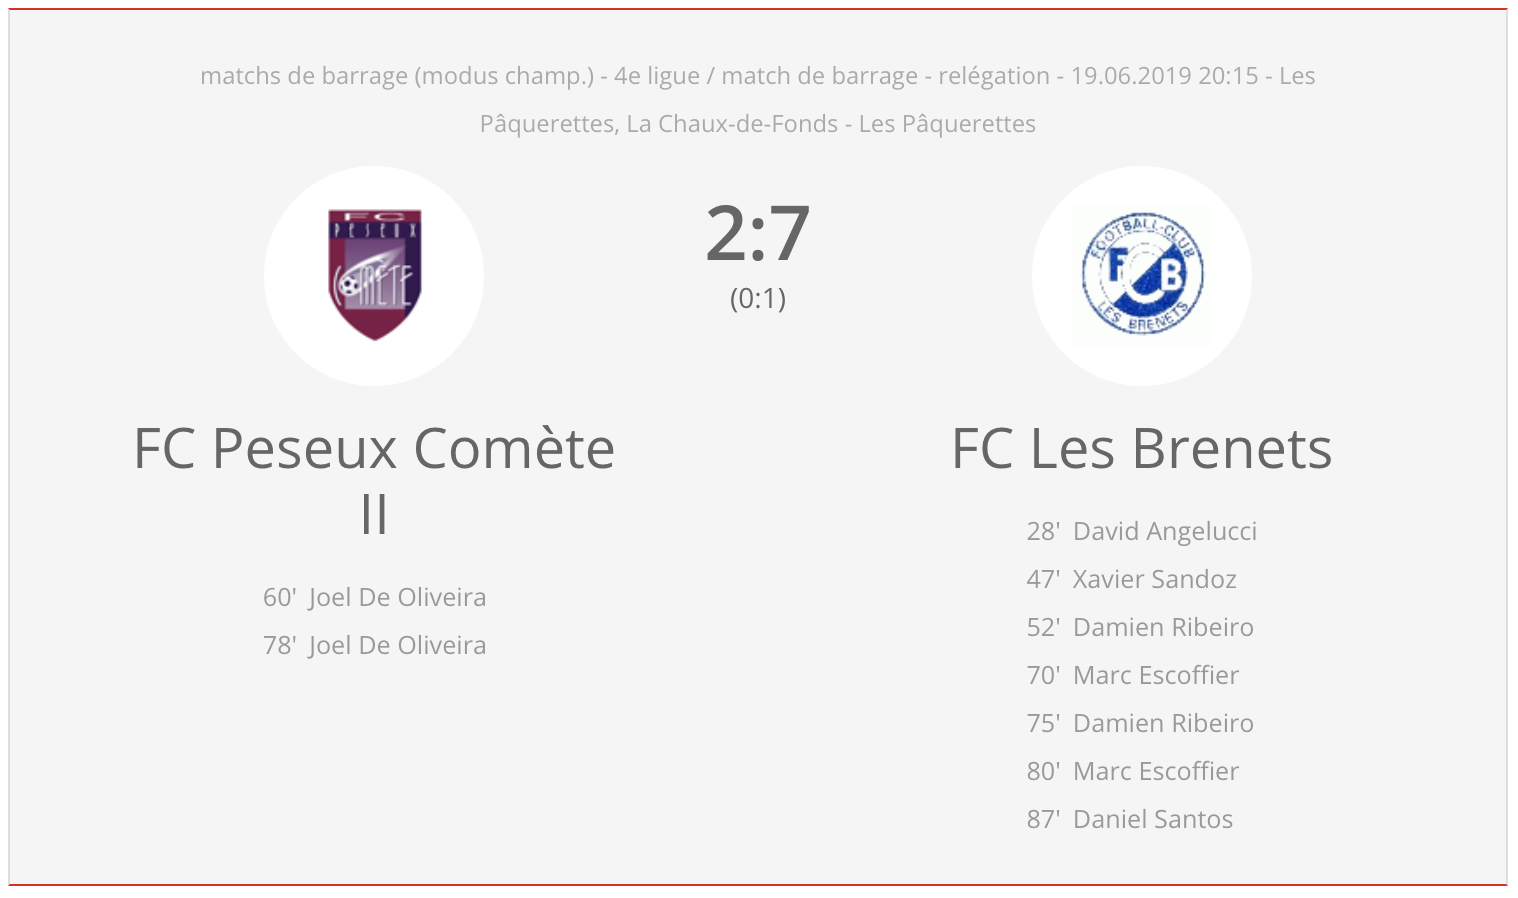 matchs de barrage (modus champ.) - 4e ligue / match de barrage - relégation - 19.06.2019 20:15 - Les
Pâquerettes, La Chaux-de-Fonds - Les Pâquerettes
FC
PESEUX
COMÈTE
2:7
(0:1)
FOOTBALL-CLUB
FCB
LES BRENETS
FC Peseux Comète
II
60' Joel De Oliveira
78' Joel De Oliveira
FC Les Brenets
28' David Angelucci
47' Xavier Sandoz
52' Damien Ribeiro
70' Marc Escoffier
75' Damien Ribeiro
80' Marc Escoffier
87' Daniel Santos